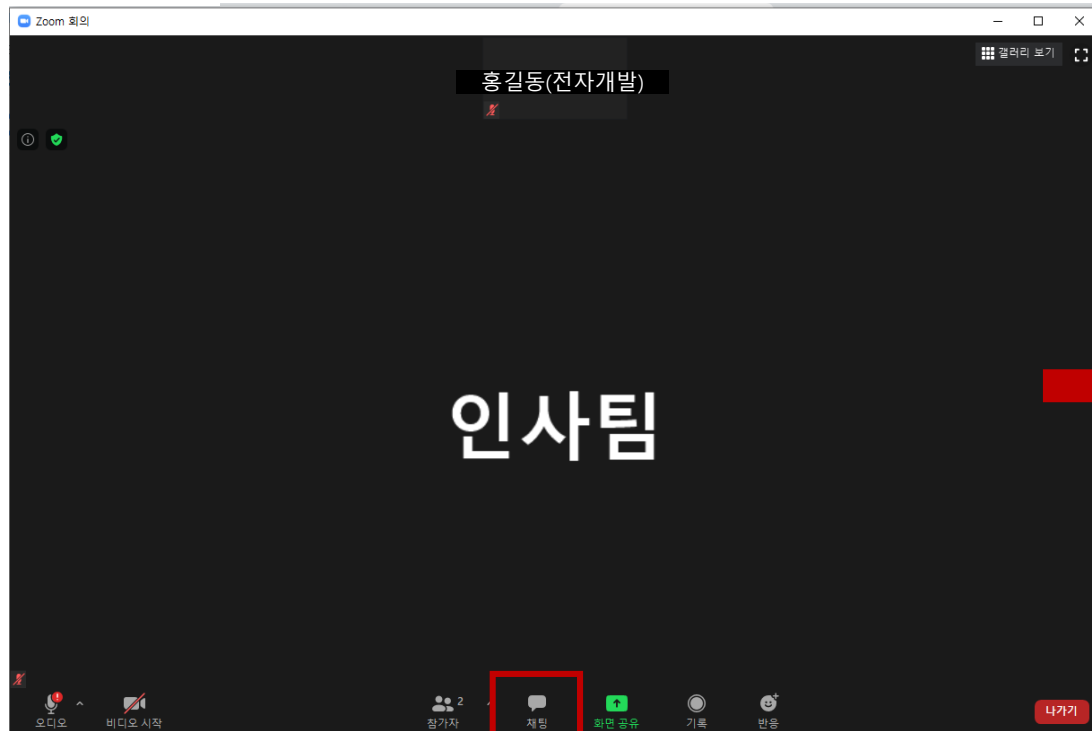 Zoom 회의
갤러리 보기
홍길동(전자개발)
인사팀
오디오
비디오 시작
2
참가자
채팅
화면 공유
기록
반응
나가기